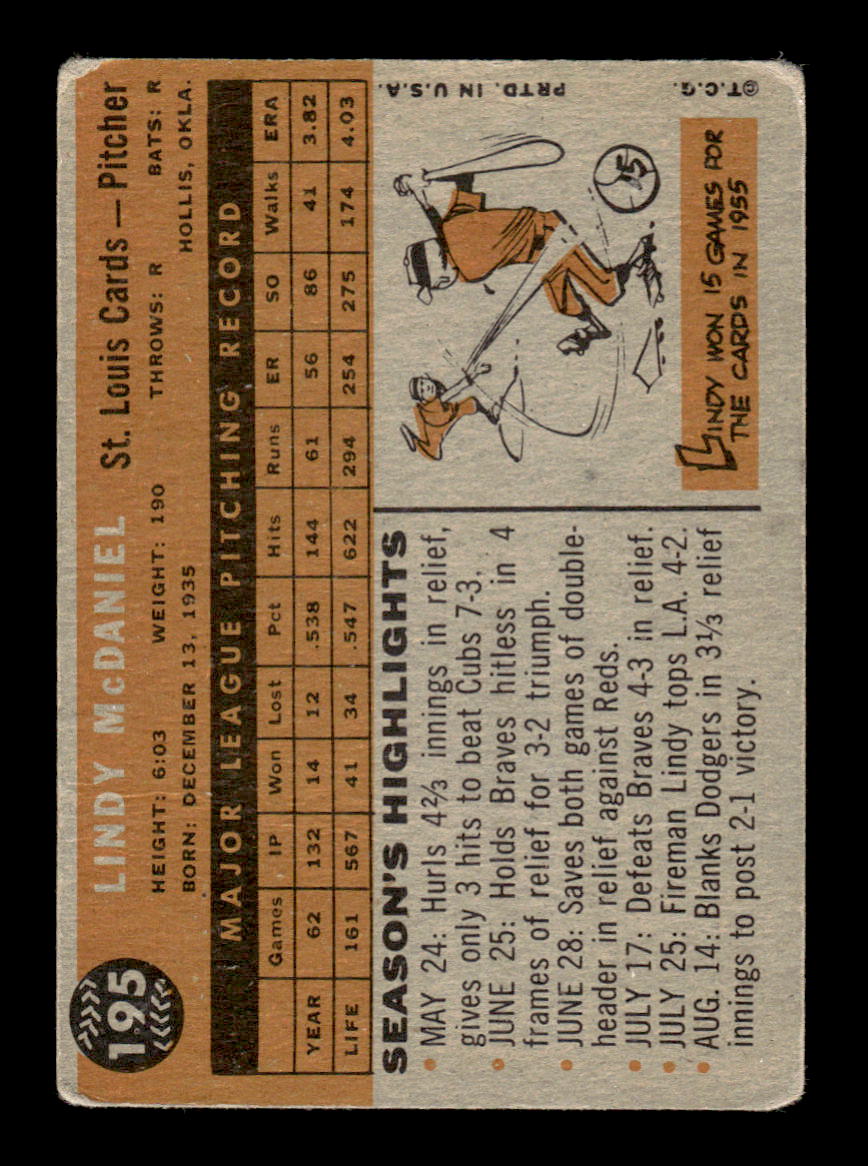 195
LINDY McDANIEL St. Louis Cards — Pitcher
HEIGHT: 6:03 WEIGHT: 190 THROWS: R BATS: R
BORN: DECEMBER 13, 1935 HOLLIS, OKLA.
MAJOR LEAGUE PITCHING RECORD
Games IP Won Lost Pct Hits Runs ER SO Walks ERA
YEAR 62 132 14 12 .538 144 61 56 86 41 3.82
LIFE 161 567 41 34 .547 622 294 254 275 174 4.03
SEASON'S HIGHLIGHTS
• MAY 24: Hurls 4⅔ innings in relief,
gives only 3 hits to beat Cubs 7-3.
• JUNE 25: Holds Braves hitless in 4
frames of relief for 3-2 triumph.
• JUNE 28: Saves both games of double-
header in relief against Reds.
• JULY 17: Defeats Braves 4-3 in relief.
• JULY 25: Fireman Lindy tops L.A. 4-2.
• AUG. 14: Blanks Dodgers in 3⅓ relief
innings to post 2-1 victory.
15
LINDY WON 15 GAMES FOR
THE CARDS IN 1955
©T.C.G. PRTD. IN U.S.A.